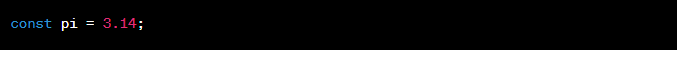 const pi = 3.14;